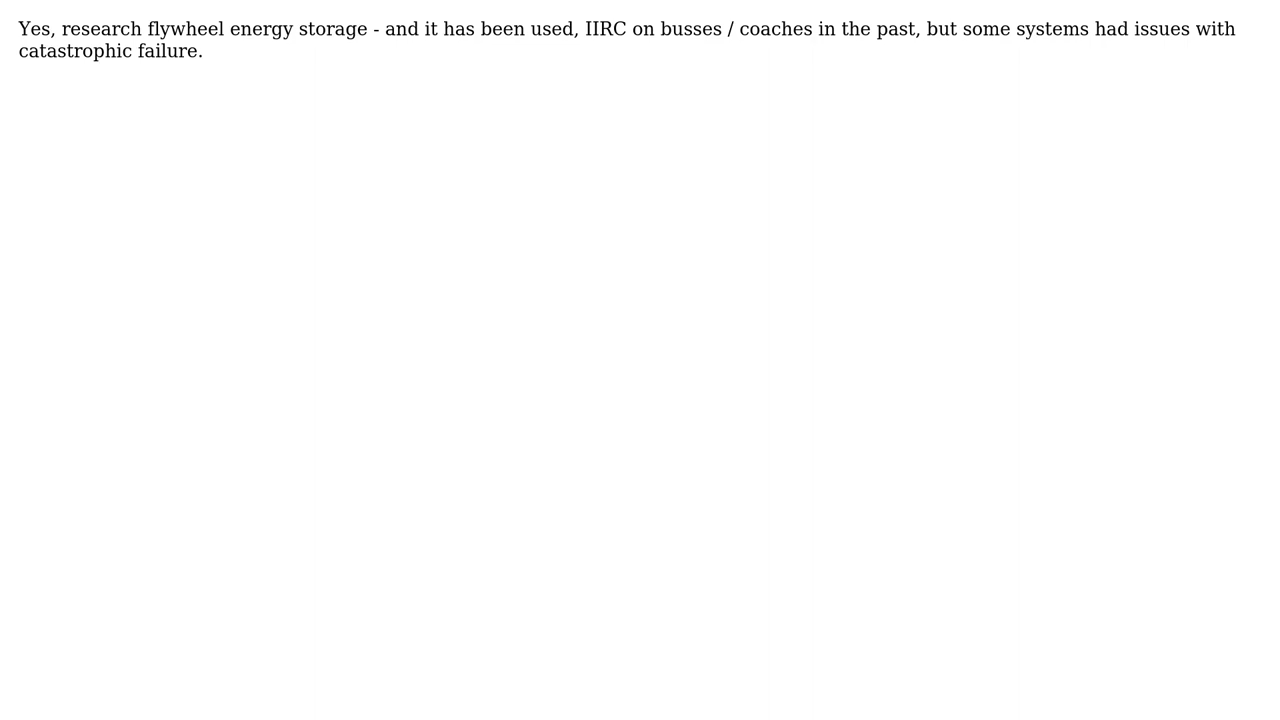 Yes, research flywheel energy storage - and it has been used, IIRC on busses / coaches in the past, but some systems had issues with
catastrophic failure.